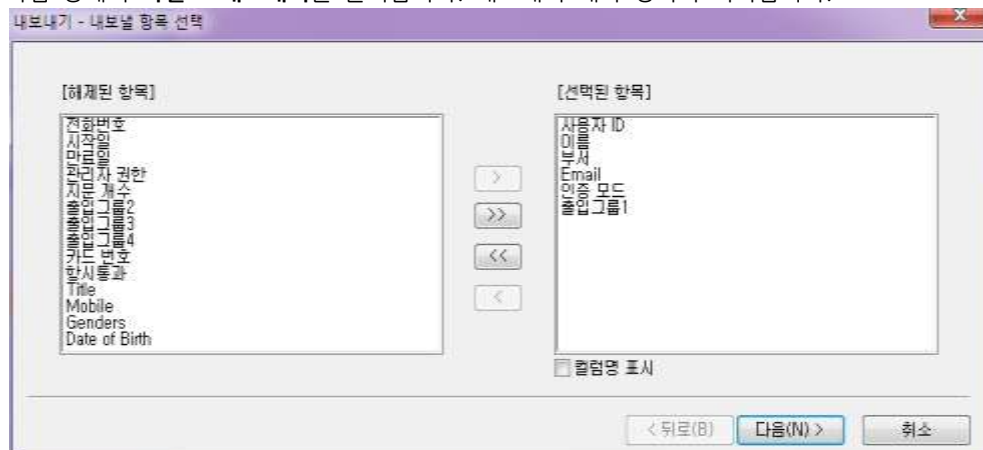 내보내기 - 내보낼 항목 선택
[해제된 항목]
전화번호
시작일
만료일
관리자 권한
지문 개수
출입그룹2
출입그룹3
출입그룹4
카드 번호
항시통과
Title
Mobile
Genders
Date of Birth
>
>>
<<
<
[선택된 항목]
사용자 ID
이름
부서
Email
인증 모드
출입그룹1
컬럼명 표시
< 뒤로(B)
다음(N) >
취소